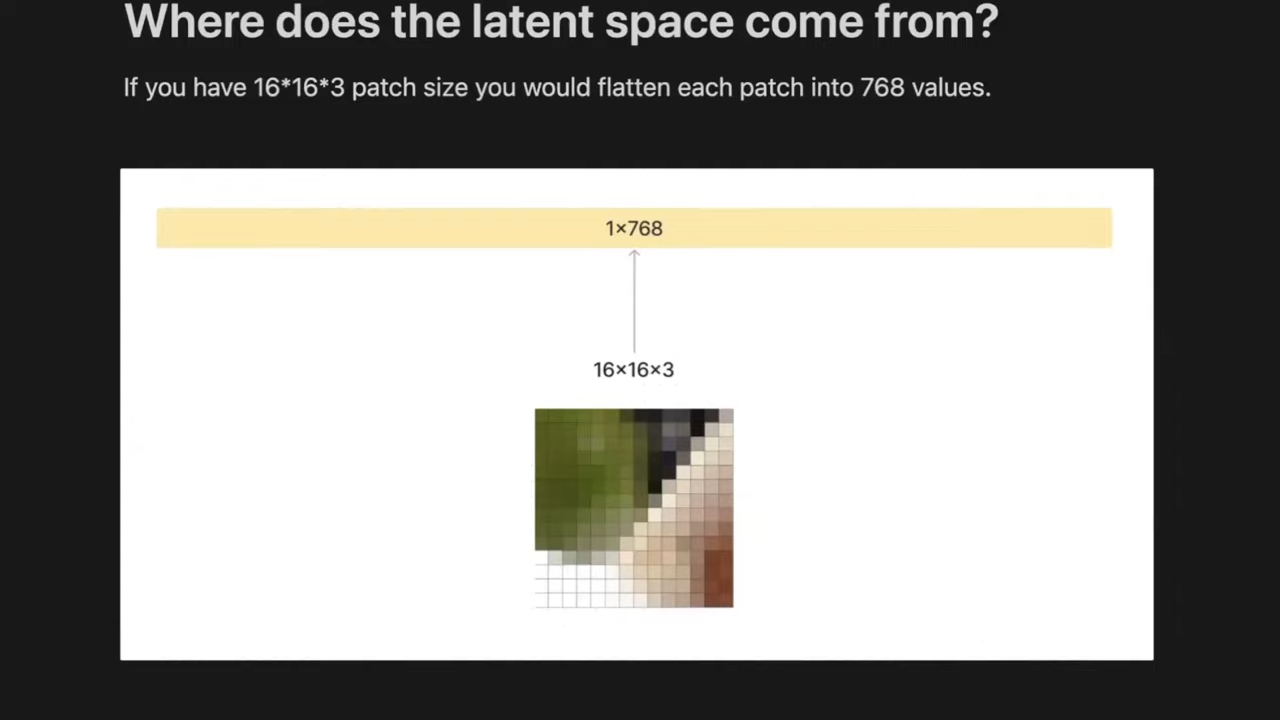 Where does the latent space come from?
If you have 16*16*3 patch size you would flatten each patch into 768 values.
1×768
16×16×3